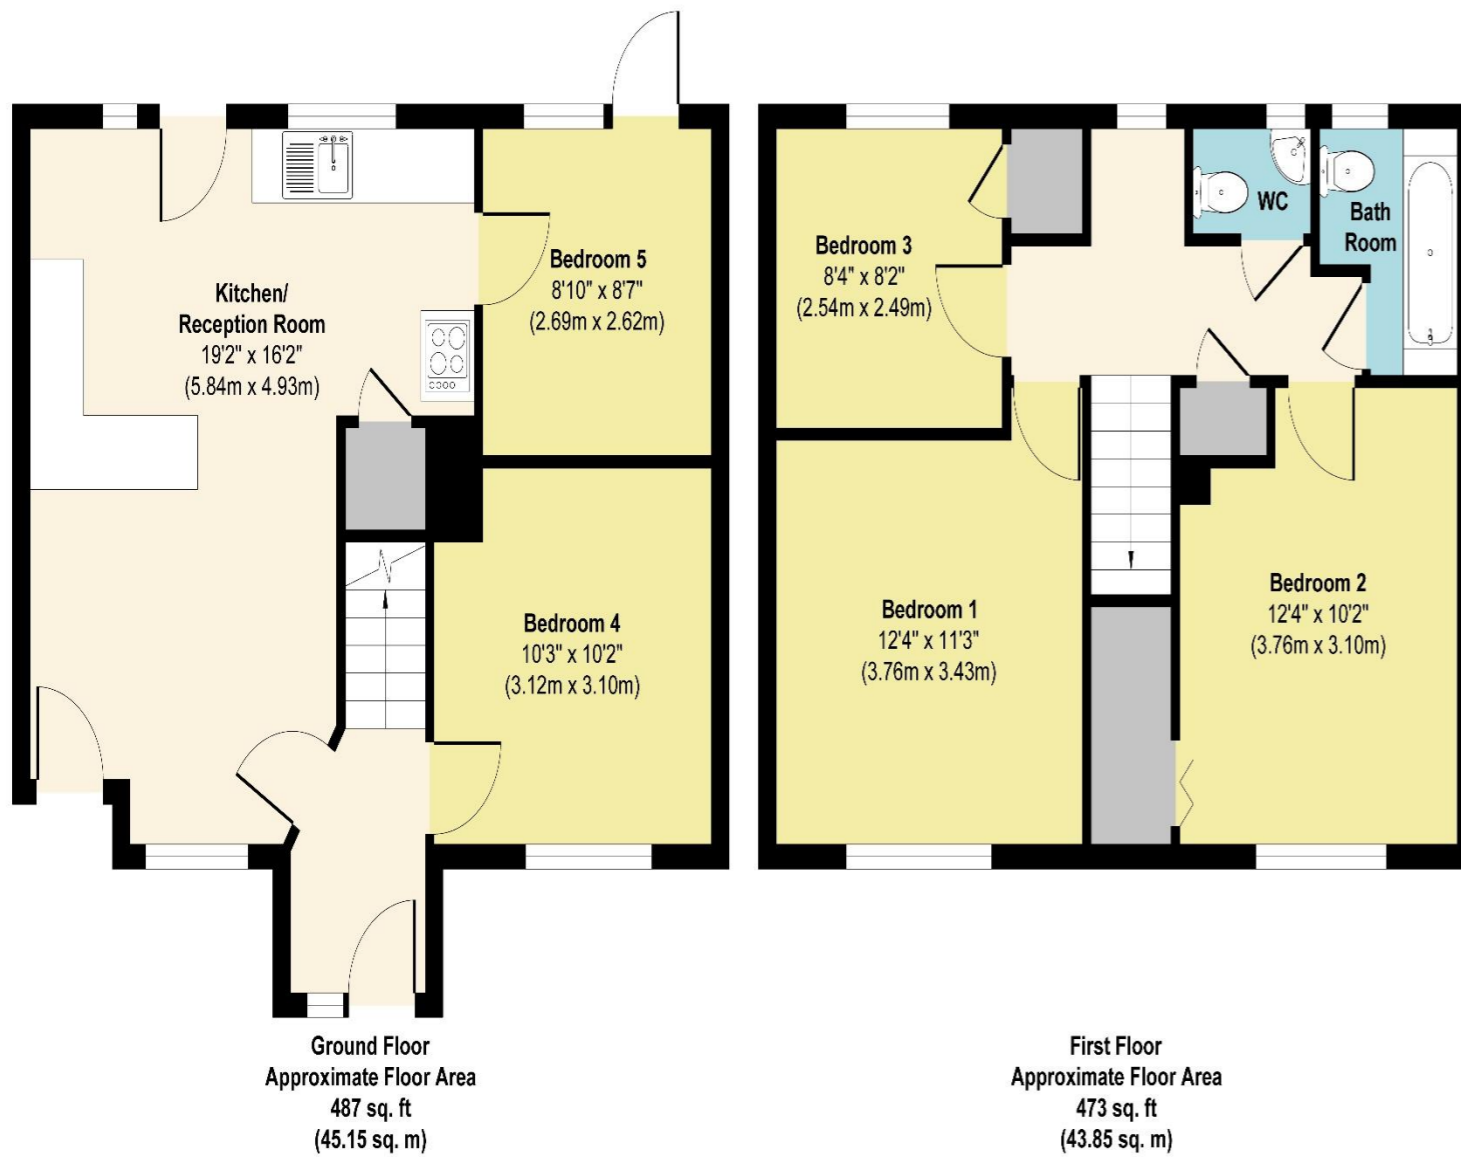 Kitchen/
Reception Room
19'2" x 16'2"
(5.84m x 4.93m)
Bedroom 5
8'10" x 8'7"
(2.69m x 2.62m)
Bedroom 4
10'3" x 10'2"
(3.12m x 3.10m)
Ground Floor
Approximate Floor Area
487 sq. ft
(45.15 sq. m)
Bedroom 3
8'4" x 8'2"
(2.54m x 2.49m)
WC
Bath
Room
Bedroom 1
12'4" x 11'3"
(3.76m x 3.43m)
Bedroom 2
12'4" x 10'2"
(3.76m x 3.10m)
First Floor
Approximate Floor Area
473 sq. ft
(43.85 sq. m)